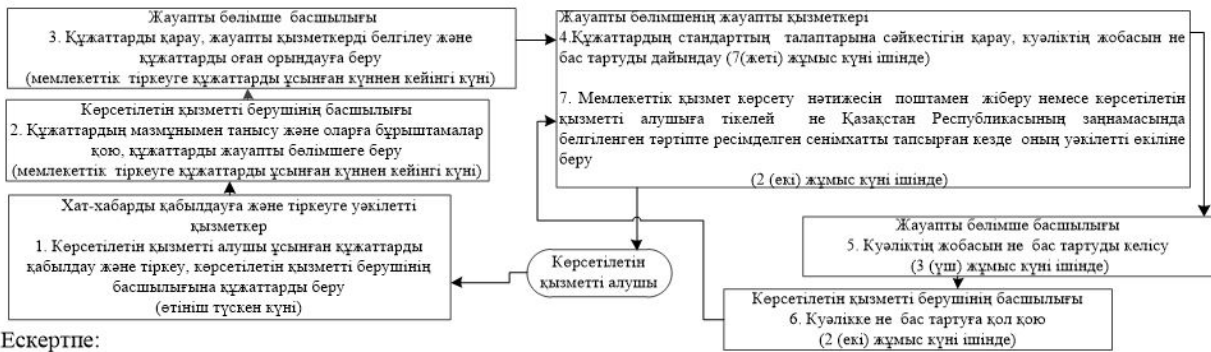 Жауапты бөлімше басшылығы
3. Құжаттарды қарау, жауапты қызметкерді белгілеу және
құжаттарды оған орындауға беру
(мемлекеттік тіркеуге құжаттарды ұсынған күннен кейінгі күні)
Көрсетілетін қызметті берушінің басшылығы
2. Құжаттардың мазмұнымен танысу және оларға бұрыштамалар
қою, құжаттарды жауапты бөлімшеге беру
(мемлекеттік тіркеуге құжаттарды ұсынған күннен кейінгі күні)
Хат-хабарды қабылдауға және тіркеуге уәкілетті
қызметкер
1. Көрсетілетін қызметті алушы ұсынған құжаттарды
қабылдау және тіркеу, көрсетілетін қызметті берушінің
басшылығына құжаттарды беру
(өтініш түскен күні)
Жауапты бөлімшенің жауапты қызметкері
4.Құжаттардың стандарттың талаптарына сәйкестігін қарау, куәліктің жобасын не
бас тартуды дайындау (7(жеті) жұмыс күні ішінде)
7. Мемлекеттік қызмет көрсету нәтижесін поштамен жіберу немесе көрсетілетін
қызметті алушыға тікелей не Қазақстан Республикасының заңнамасында
белгіленген тәртіпте ресімделген сенімхатты тапсырған кезде оның уәкілетті өкіліне
беру
(2 (екі) жұмыс күні ішінде)
Көрсетілетін
қызметті алушы
Жауапты бөлімше басшылығы
5. Куәліктің жобасын не бас тартуды келісу
(3 (үш) жұмыс күні ішінде)
Көрсетілетін қызметті берушінің басшылығы
6. Куәлікке не бас тартуға қол қою
(2 (екі) жұмыс күні ішінде)
Ескертпе: